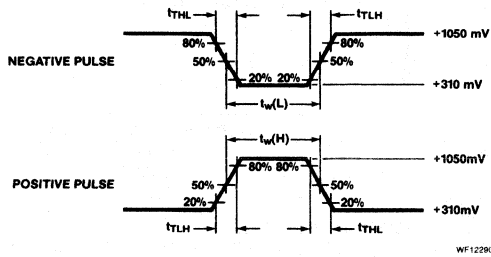 tTHL tTLH
+1050 mV
80% 80%
NEGATIVE PULSE 50% 50%
20% 20%
+310 mV
tw(L)
tw(H)
+1050mV
80% 80%
POSITIVE PULSE 50% 50%
20% 20%
+310mV
tTLH tTHL
WF12290